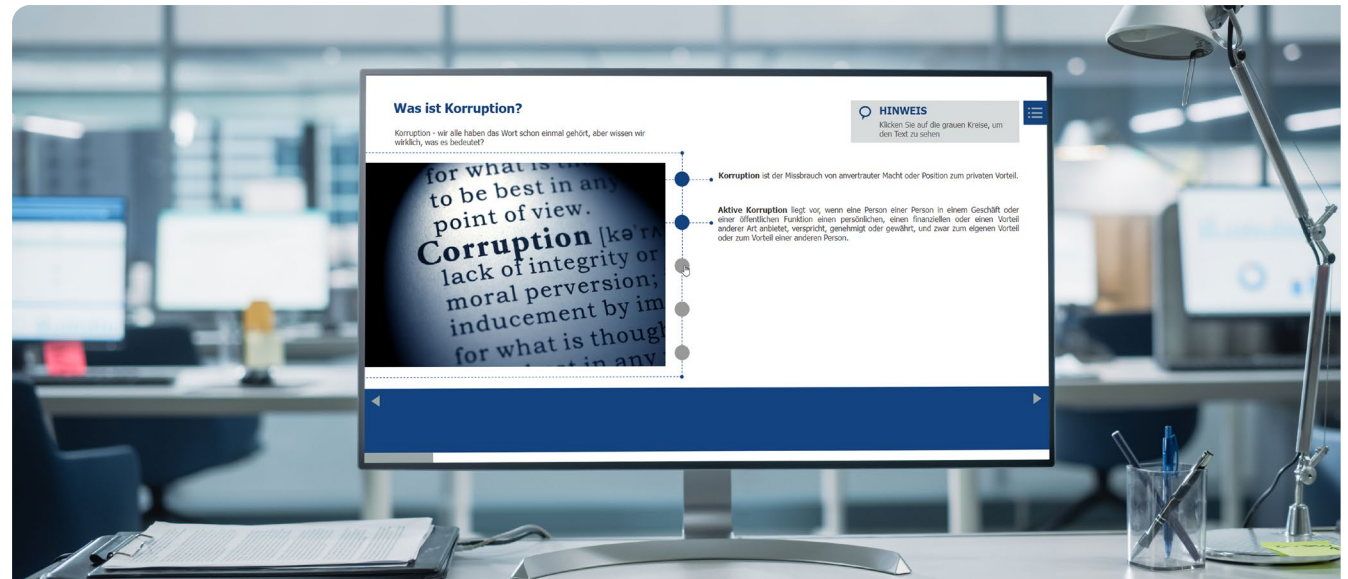 Was ist Korruption?
Korruption - wir alle haben das Wort schon einmal gehört, aber wissen wir
wirklich, was es bedeutet?
HINWEIS
Klicken Sie auf die grauen Kreise, um
den Text zu sehen
for what is
to be best in any
point of view.
Corruption [kə'rʌ
lack of integrity or
moral perversion;
inducement by im
for what is thoug
in any
Korruption ist der Missbrauch von anvertrauter Macht oder Position zum privaten Vorteil.
Aktive Korruption liegt vor, wenn eine Person einer Person in einem Geschäft oder
einer öffentlichen Funktion einen persönlichen, einen finanziellen oder einen Vorteil
anderer Art anbietet, verspricht, genehmigt oder gewährt, und zwar zum eigenen Vorteil
oder zum Vorteil einer anderen Person.